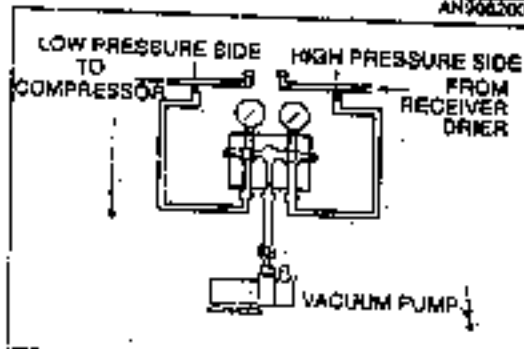 LOW PRESSURE SIDE
TO
COMPRESSOR
HIGH PRESSURE SIDE
FROM
RECEIVER
DRIER
VACUUM PUMP